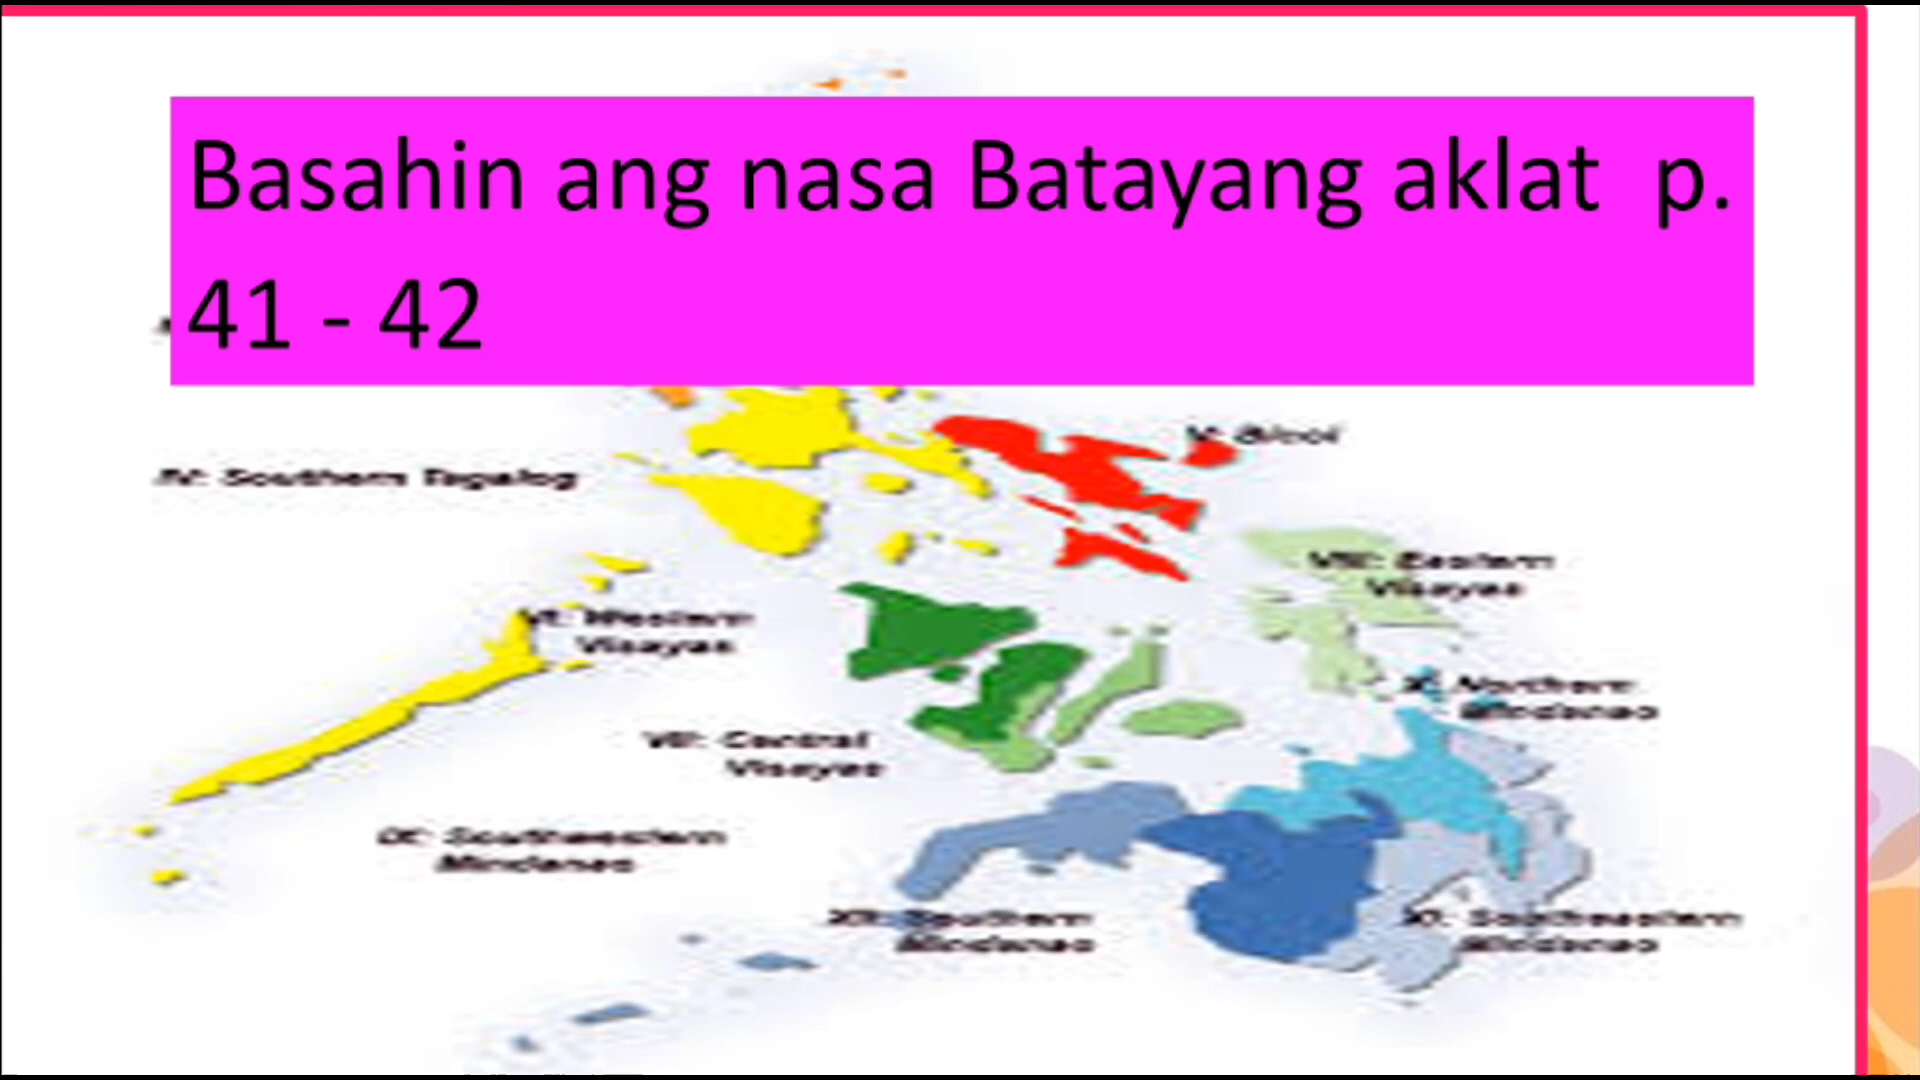 Basahin ang nasa Batayang aklat p.
41 - 42
V: Bicol
IV: Southern Tagalog
VIII: Eastern
Visayas
VI: Western
Visayas
X: Northern
Mindanao
VII: Central
Visayas
IX: Southwestern
Mindanao
XII: Southern
Mindanao
XI: Southeastern
Mindanao